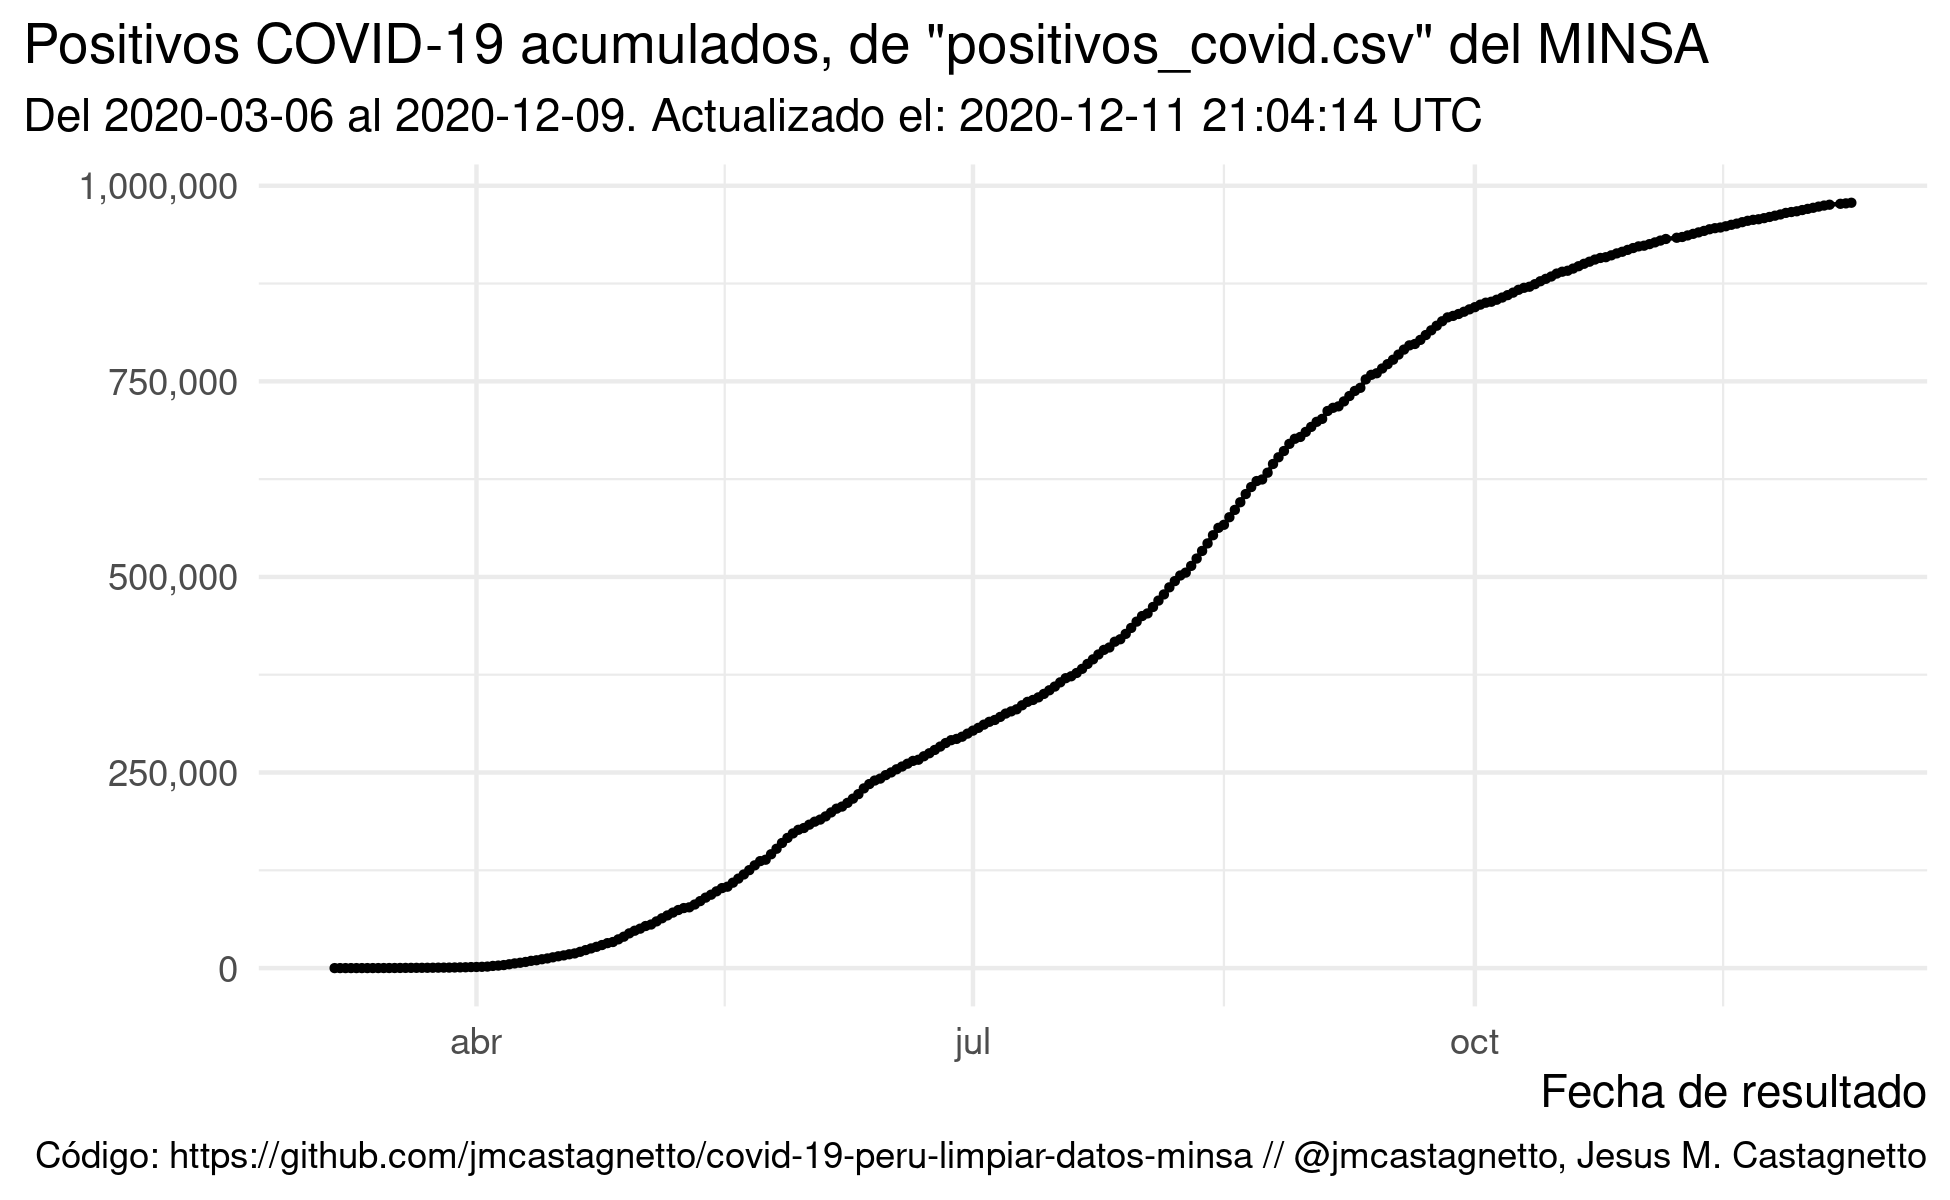 Positivos COVID-19 acumulados, de "positivos_covid.csv" del MINSA
Del 2020-03-06 al 2020-12-09. Actualizado el: 2020-12-11 21:04:14 UTC
1,000,000
750,000
500,000
250,000
0
abr jul oct
Fecha de resultado
Código: https://github.com/jmcastagnetto/covid-19-peru-limpiar-datos-minsa // @jmcastagnetto, Jesus M. Castagnetto